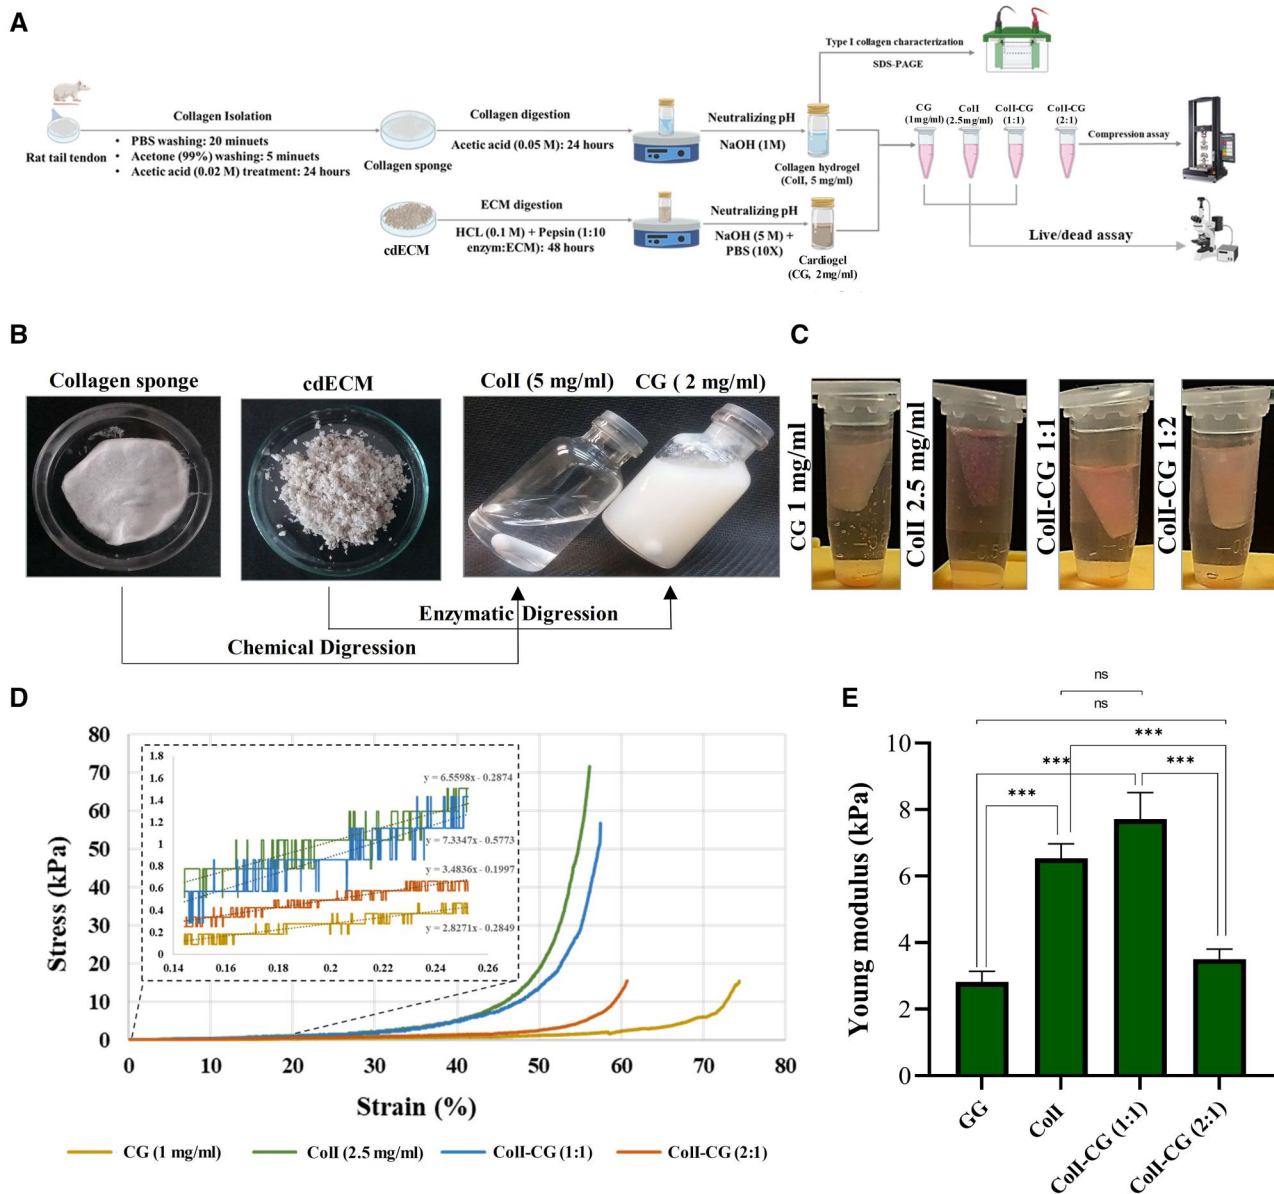 A
Rat tail tendon
Collagen Isolation
• PBS washing: 20 minuets
• Acetone (99%) washing: 5 minuets
• Acetic acid (0.02 M) treatment: 24 hours
Collagen sponge
Collagen digestion
Acetic acid (0.05 M): 24 hours
Neutralizing pH
NaOH (1M)
Collagen hydrogel
(ColI, 5 mg/ml)
Type I collagen characterization
SDS-PAGE
cdECM
ECM digestion
HCL (0.1 M) + Pepsin (1:10
enzym:ECM): 48 hours
Neutralizing pH
NaOH (5 M) +
PBS (10X)
Cardiogel
(CG, 2mg/ml)
CG
(1mg/ml)
ColI
(2.5mg/ml)
ColI-CG
(1:1)
ColI-CG
(2:1)
Compression assay
Live/dead assay
B
Collagen sponge
cdECM
ColI (5 mg/ml)
CG ( 2 mg/ml)
Enzymatic Digression
Chemical Digression
C
CG 1 mg/ml
ColI 2.5 mg/ml
ColI-CG 1:1
ColI-CG 1:2
D
Stress (kPa)
80
70
60
50
40
30
20
10
0
0 10 20 30 40 50 60 70 80
Strain (%)
1.8
1.6
1.4
1.2
1
0.8
0.6
0.4
0.2
0
0.14 0.16 0.18 0.2 0.22 0.24 0.26
y = 6.5598x - 0.2874
y = 7.3347x - 0.5773
y = 3.4836x - 0.1997
y = 2.8271x - 0.2849
CG (1 mg/ml)
ColI (2.5 mg/ml)
ColI-CG (1:1)
ColI-CG (2:1)
E
ns
ns
***
***
***
***
Young modulus (kPa)
10
8
6
4
2
0
GG
ColI
ColI-CG (1:1)
ColI-CG (2:1)